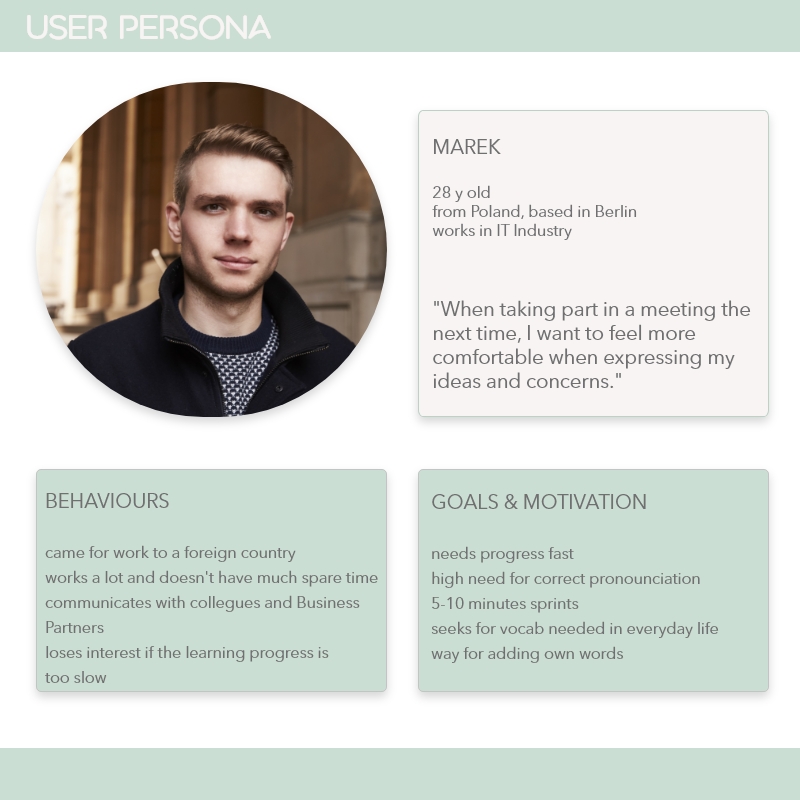 USER PERSONA
MAREK
28 y old
from Poland, based in Berlin
works in IT Industry
"When taking part in a meeting the
next time, I want to feel more
comfortable when expressing my
ideas and concerns."
BEHAVIOURS
came for work to a foreign country
works a lot and doesn't have much spare time
communicates with collegues and Business
Partners
loses interest if the learning progress is
too slow
GOALS & MOTIVATION
needs progress fast
high need for correct pronounciation
5-10 minutes sprints
seeks for vocab needed in everyday life
way for adding own words